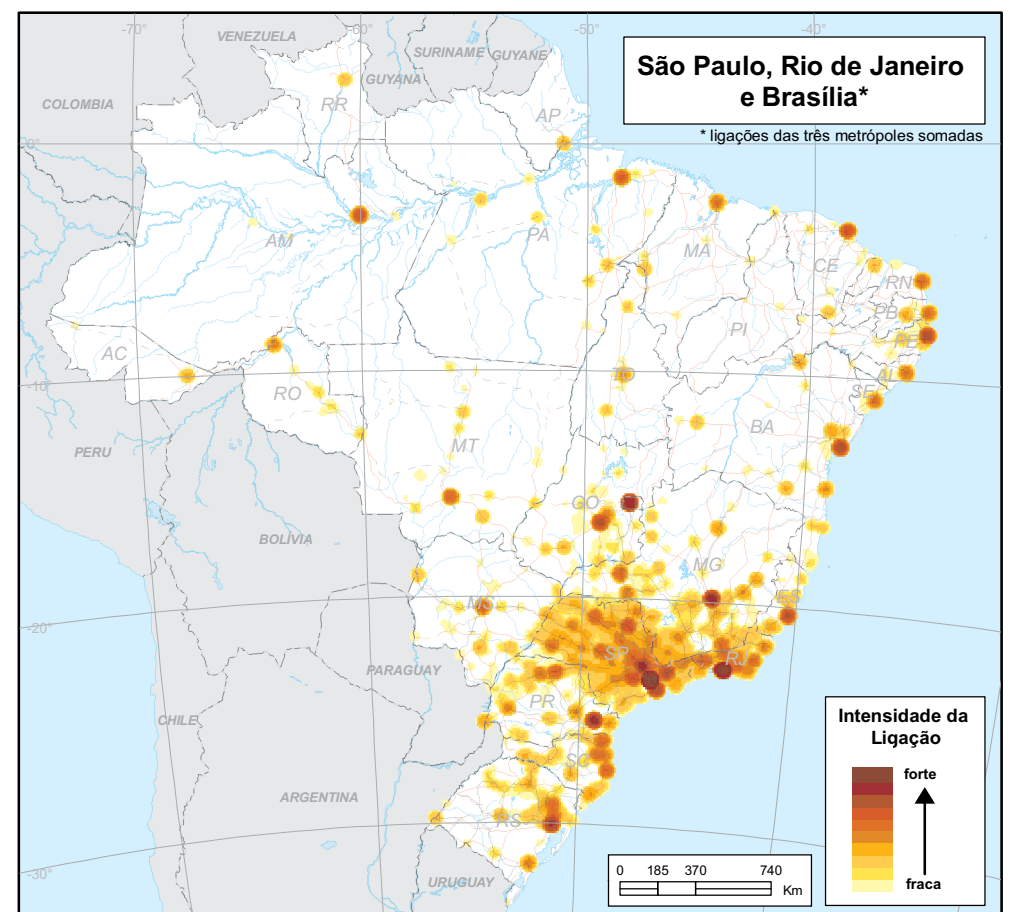 -70°
-60°
-50°
-40°
VENEZUELA
SURINAME
GUYANE
GUYANA
COLOMBIA
São Paulo, Rio de Janeiro
e Brasília*
* ligações das três metrópoles somadas
RR
AP
0°
AM
PA
MA
CE
RN
PB
PE
PI
AC
AL
TO
SE
-10°
RO
BA
MT
PERU
GO
BOLÍVIA
MG
ES
MS
-20°
SP
RJ
PARAGUAY
PR
CHILE
SC
ARGENTINA
RS
URUGUAY
-30°
Intensidade da
Ligação
forte
fraca
0 185 370 740
Km